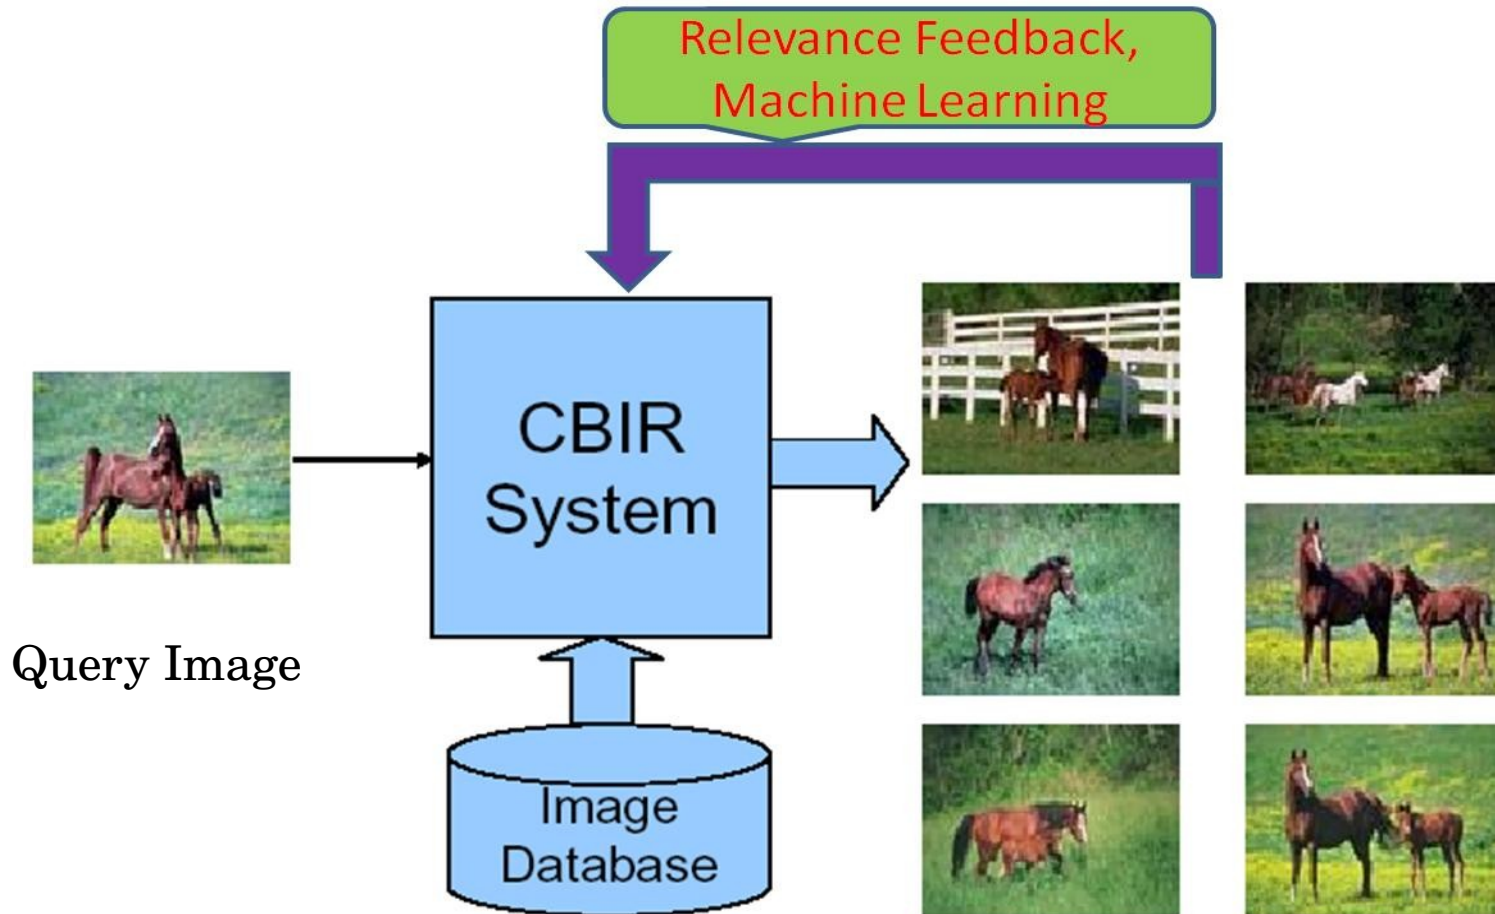 Relevance Feedback,
Machine Learning
CBIR
System
Query Image
Image
Database